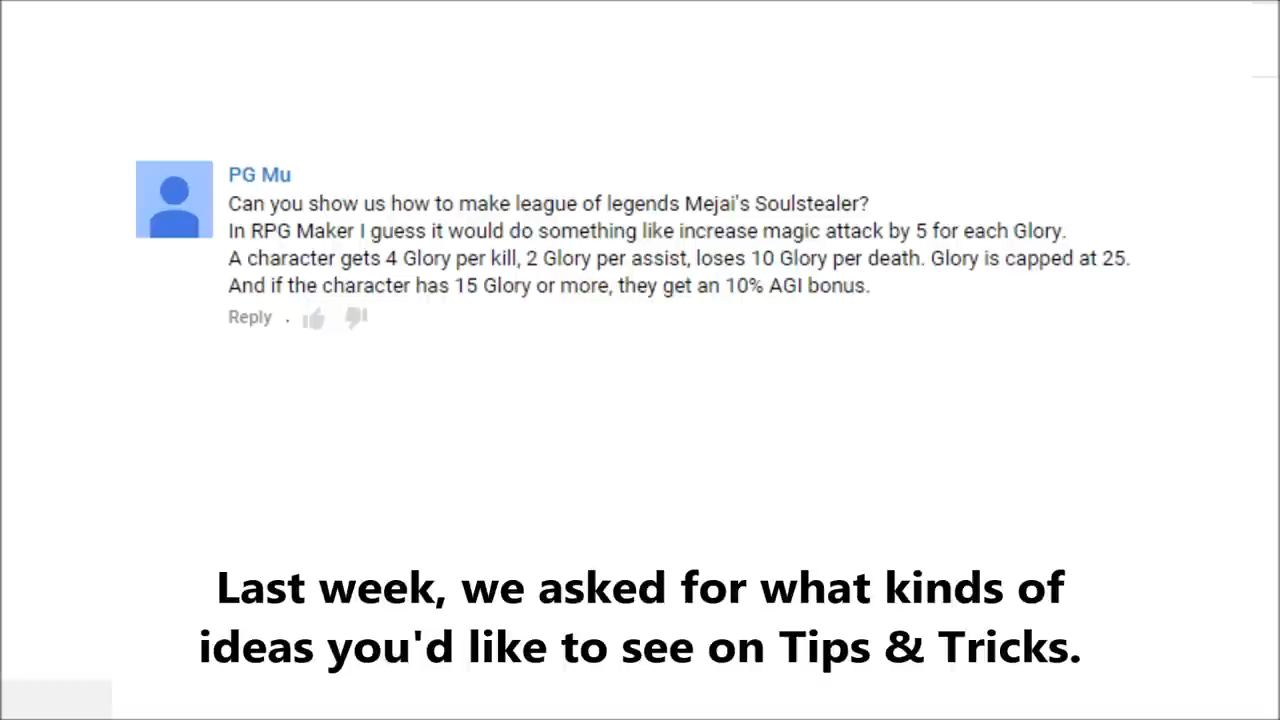 PG Mu
Can you show us how to make league of legends Mejai's Soulstealer?
In RPG Maker I guess it would do something like increase magic attack by 5 for each Glory.
A character gets 4 Glory per kill, 2 Glory per assist, loses 10 Glory per death. Glory is capped at 25.
And if the character has 15 Glory or more, they get an 10% AGI bonus.
Reply ·
Last week, we asked for what kinds of
ideas you'd like to see on Tips & Tricks.